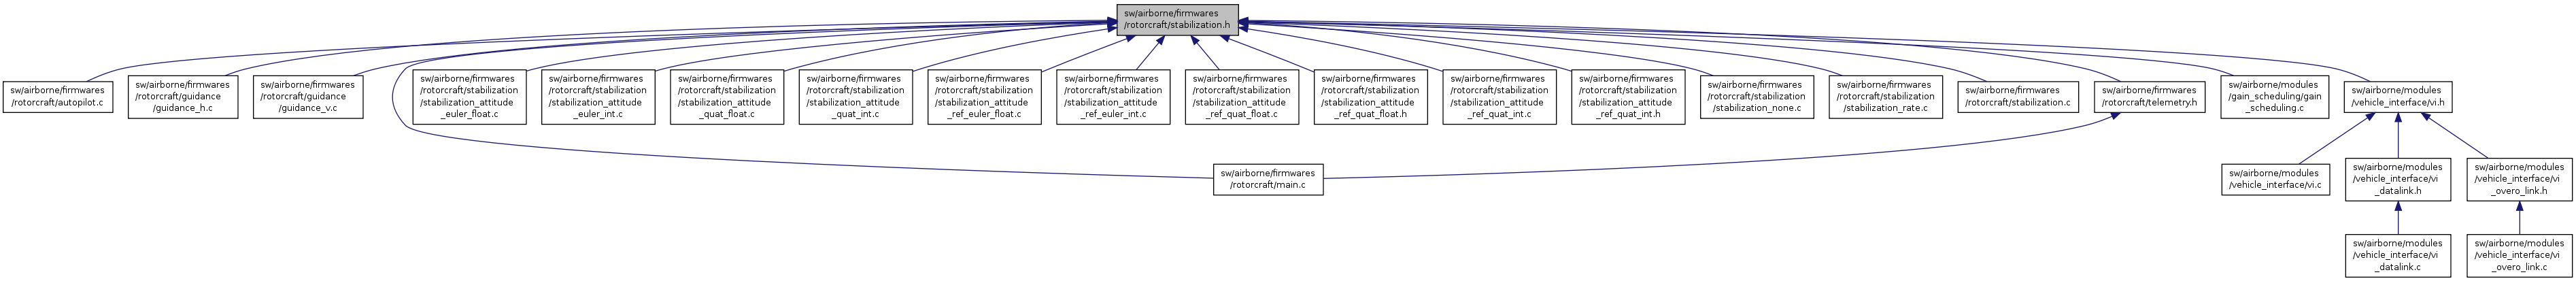 sw/airborne/firmwares
/rotorcraft/stabilization.h
sw/airborne/firmwares
/rotorcraft/autopilot.c
sw/airborne/firmwares
/rotorcraft/guidance
/guidance_h.c
sw/airborne/firmwares
/rotorcraft/guidance
/guidance_v.c
sw/airborne/firmwares
/rotorcraft/stabilization
/stabilization_attitude
_euler_float.c
sw/airborne/firmwares
/rotorcraft/stabilization
/stabilization_attitude
_euler_int.c
sw/airborne/firmwares
/rotorcraft/stabilization
/stabilization_attitude
_quat_float.c
sw/airborne/firmwares
/rotorcraft/stabilization
/stabilization_attitude
_quat_int.c
sw/airborne/firmwares
/rotorcraft/stabilization
/stabilization_attitude
_ref_euler_float.c
sw/airborne/firmwares
/rotorcraft/stabilization
/stabilization_attitude
_ref_euler_int.c
sw/airborne/firmwares
/rotorcraft/stabilization
/stabilization_attitude
_ref_quat_float.c
sw/airborne/firmwares
/rotorcraft/stabilization
/stabilization_attitude
_ref_quat_float.h
sw/airborne/firmwares
/rotorcraft/stabilization
/stabilization_attitude
_ref_quat_int.c
sw/airborne/firmwares
/rotorcraft/stabilization
/stabilization_attitude
_ref_quat_int.h
sw/airborne/firmwares
/rotorcraft/stabilization
/stabilization_none.c
sw/airborne/firmwares
/rotorcraft/stabilization
/stabilization_rate.c
sw/airborne/firmwares
/rotorcraft/stabilization.c
sw/airborne/firmwares
/rotorcraft/telemetry.h
sw/airborne/modules
/gain_scheduling/gain
_scheduling.c
sw/airborne/modules
/vehicle_interface/vi.h
sw/airborne/firmwares
/rotorcraft/main.c
sw/airborne/modules
/vehicle_interface/vi.c
sw/airborne/modules
/vehicle_interface/vi
_datalink.h
sw/airborne/modules
/vehicle_interface/vi
_overo_link.h
sw/airborne/modules
/vehicle_interface/vi
_datalink.c
sw/airborne/modules
/vehicle_interface/vi
_overo_link.c